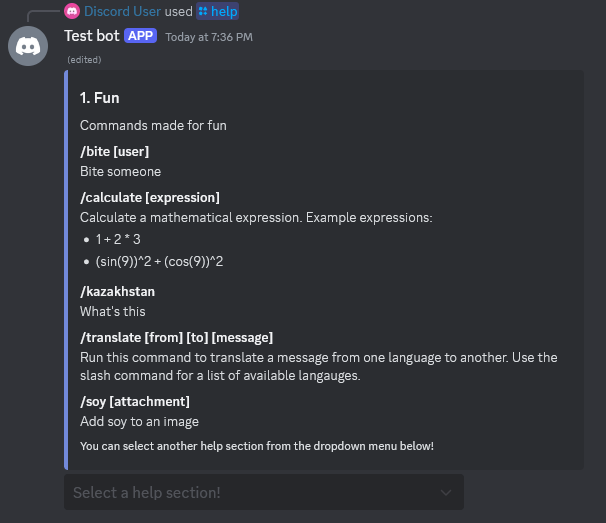 Discord User used help
Test bot APP Today at 7:36 PM
(edited)
1. Fun
Commands made for fun
/bite [user]
Bite someone
/calculate [expression]
Calculate a mathematical expression. Example expressions:
• 1 + 2 * 3
• (sin(9))^2 + (cos(9))^2
/kazakhstan
What's this
/translate [from] [to] [message]
Run this command to translate a message from one language to another. Use the
slash command for a list of available langauges.
/soy [attachment]
Add soy to an image
You can select another help section from the dropdown menu below!
Select a help section!